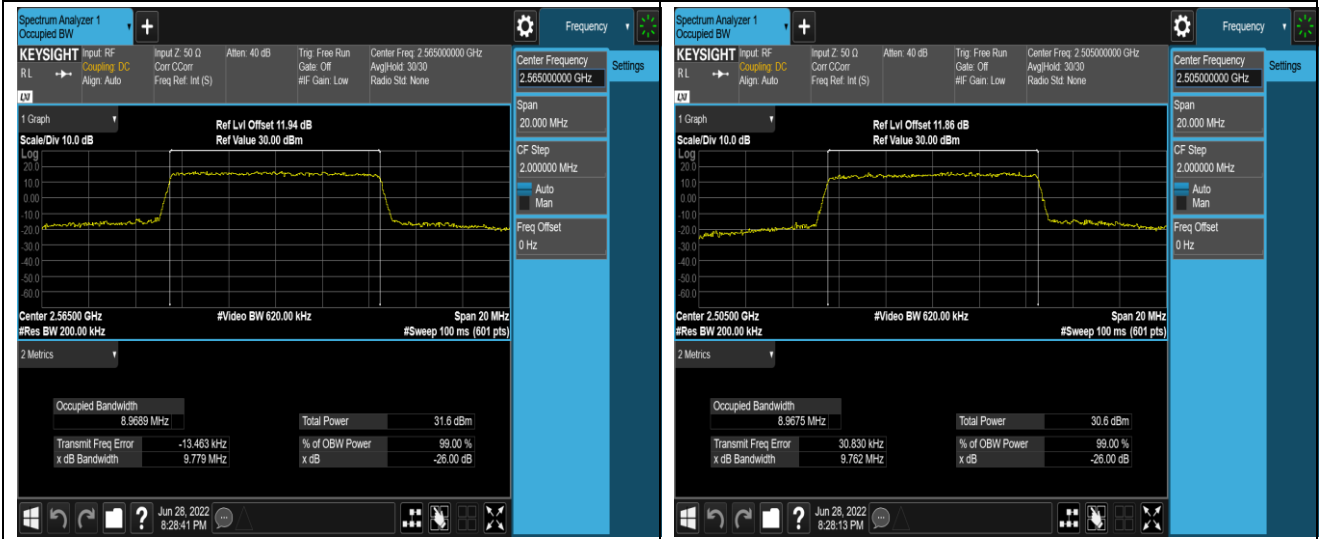 Spectrum Analyzer 1
Occupied BW
+
Frequency
KEYSIGHT
Input: RF
Coupling: DC
Align: Auto
Input Z: 50 Ω
Corr CCorr
Freq Ref: Int (S)
Atten: 40 dB
Trig: Free Run
Gate: Off
#IF Gain: Low
Center Freq: 2.565000000 GHz
Avg|Hold: 30/30
Radio Std: None
RL
LXI
Center Frequency
2.565000000 GHz
Settings
Span
20.000 MHz
CF Step
2.000000 MHz
Auto
Man
Freq Offset
0 Hz
1 Graph
Scale/Div 10.0 dB
Ref Lvl Offset 11.94 dB
Ref Value 30.00 dBm
Log
20.0
10.0
0.00
-10.0
-20.0
-30.0
-40.0
-50.0
-60.0
Center 2.56500 GHz
#Video BW 620.00 kHz
Span 20 MHz
#Res BW 200.00 kHz
#Sweep 100 ms (601 pts)
2 Metrics
Occupied Bandwidth
8.9689 MHz
Total Power 31.6 dBm
Transmit Freq Error -13.463 kHz
% of OBW Power 99.00 %
x dB Bandwidth 9.779 MHz
x dB -26.00 dB
?
Jun 28, 2022
8:28:41 PM
Spectrum Analyzer 1
Occupied BW
+
Frequency
KEYSIGHT
Input: RF
Coupling: DC
Align: Auto
Input Z: 50 Ω
Corr CCorr
Freq Ref: Int (S)
Atten: 40 dB
Trig: Free Run
Gate: Off
#IF Gain: Low
Center Freq: 2.505000000 GHz
Avg|Hold: 30/30
Radio Std: None
RL
LXI
Center Frequency
2.505000000 GHz
Settings
Span
20.000 MHz
CF Step
2.000000 MHz
Auto
Man
Freq Offset
0 Hz
1 Graph
Scale/Div 10.0 dB
Ref Lvl Offset 11.86 dB
Ref Value 30.00 dBm
Log
20.0
10.0
0.00
-10.0
-20.0
-30.0
-40.0
-50.0
-60.0
Center 2.50500 GHz
#Video BW 620.00 kHz
Span 20 MHz
#Res BW 200.00 kHz
#Sweep 100 ms (601 pts)
2 Metrics
Occupied Bandwidth
8.9675 MHz
Total Power 30.6 dBm
Transmit Freq Error 30.830 kHz
% of OBW Power 99.00 %
x dB Bandwidth 9.762 MHz
x dB -26.00 dB
?
Jun 28, 2022
8:28:13 PM